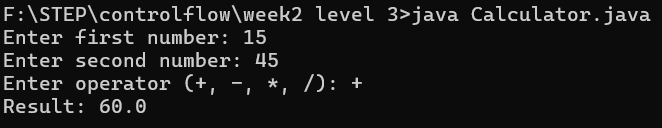 F:\STEP\controlflow\week2 level 3>java Calculator.java
Enter first number: 15
Enter second number: 45
Enter operator (+, -, *, /): +
Result: 60.0